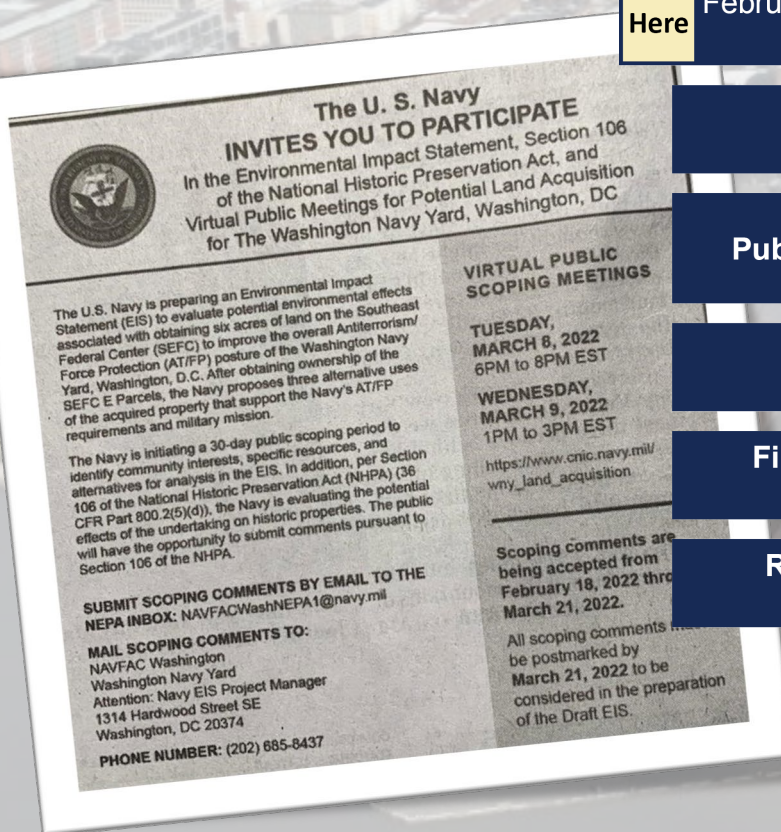 Here
Febru
The U. S. Navy
INVITES YOU TO PARTICIPATE
In the Environmental Impact Statement, Section 106
of the National Historic Preservation Act, and
Virtual Public Meetings for Potential Land Acquisition
for The Washington Navy Yard, Washington, DC
The U.S. Navy is preparing an Environmental Impact
Statement (EIS) to evaluate potential environmental effects
associated with obtaining six acres of land on the Southeast
Federal Center (SEFC) to improve the overall Antiterrorism/
Force Protection (AT/FP) posture of the Washington Navy
Yard, Washington, D.C. After obtaining ownership of the
SEFC E Parcels, the Navy proposes three alternative uses
of the acquired property that support the Navy's AT/FP
requirements and military mission.
The Navy is initiating a 30-day public scoping period to
identify community interests, specific resources, and
alternatives for analysis in the EIS. In addition, per Section
106 of the National Historic Preservation Act (NHPA) (36
CFR Part 800.2(5)(d)), the Navy is evaluating the potential
effects of the undertaking on historic properties. The public
will have the opportunity to submit comments pursuant to
Section 106 of the NHPA.
SUBMIT SCOPING COMMENTS BY EMAIL TO THE
NEPA INBOX: NAVFACWashNEPA1@navy.mil
MAIL SCOPING COMMENTS TO:
NAVFAC Washington
Washington Navy Yard
Attention: Navy EIS Project Manager
1314 Hardwood Street SE
Washington, DC 20374
PHONE NUMBER: (202) 685-8437
VIRTUAL PUBLIC
SCOPING MEETINGS
TUESDAY,
MARCH 8, 2022
6PM to 8PM EST
WEDNESDAY,
MARCH 9, 2022
1PM to 3PM EST
https://www.cnic.navy.mil/
wny_land_acquisition
Scoping comments are
being accepted from
February 18, 2022 thro
March 21, 2022.
All scoping comments
be postmarked by
March 21, 2022 to be
considered in the preparation
of the Draft EIS.
Pub
Fi
R